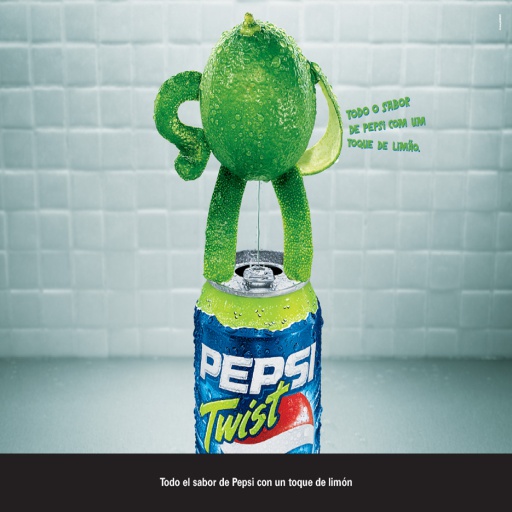 TODO O SABOR
DE PEPSI COM UM
TOQUE DE LIMÃO.
PEPSI
Twist
Todo el sabor de Pepsi con un toque de limón